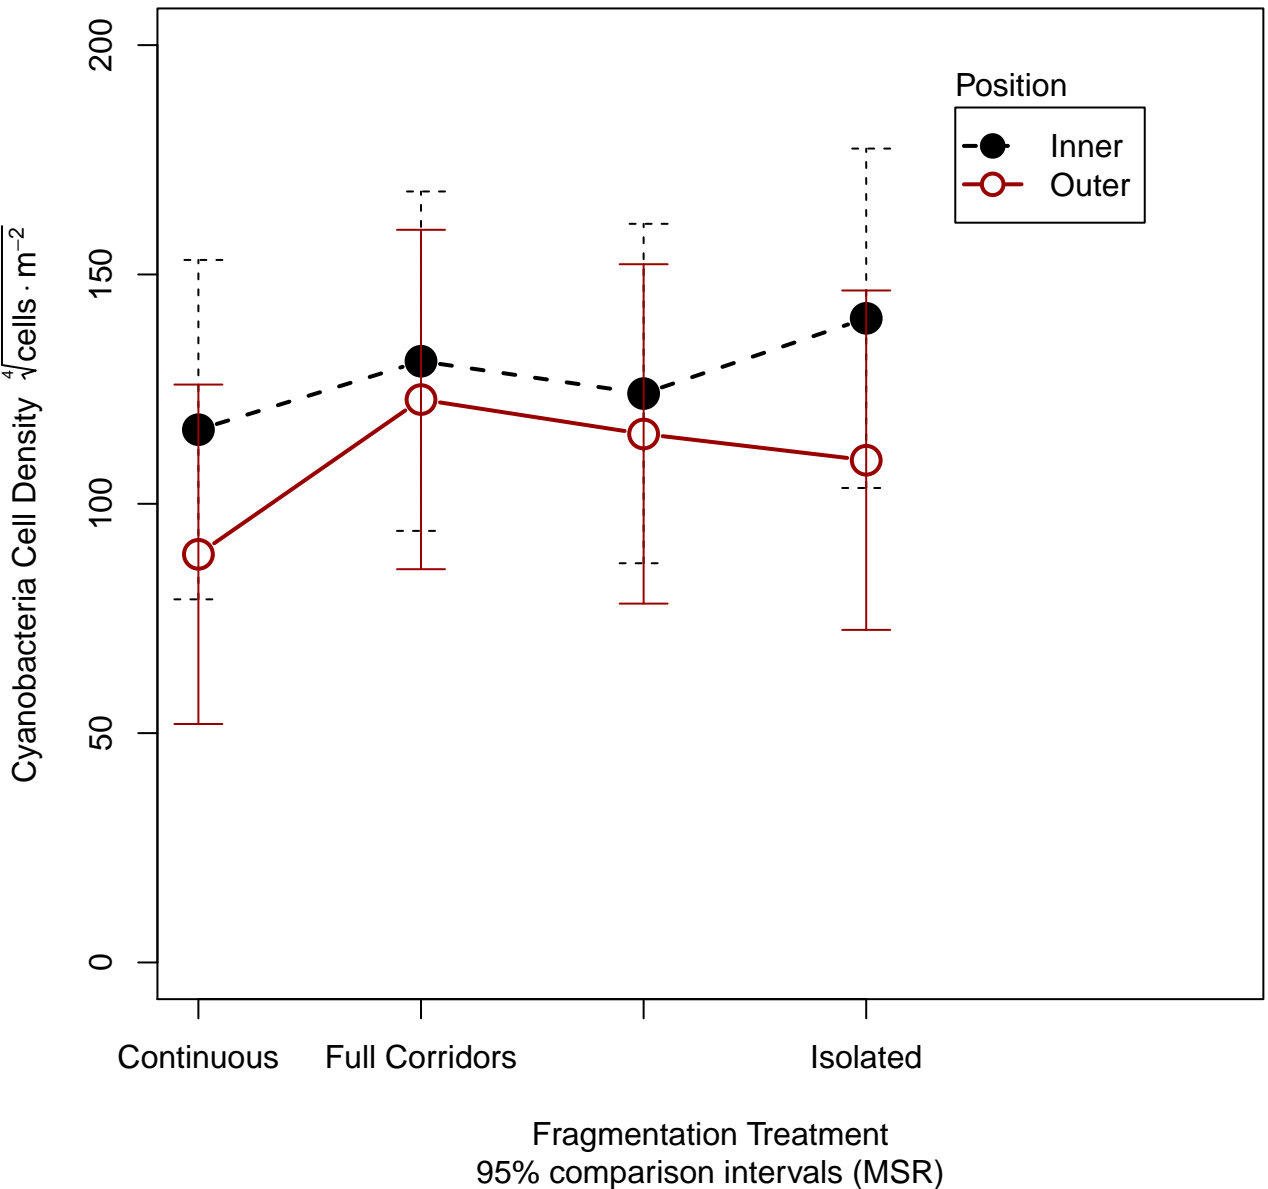 200
150
100
50
0
Cyanobacteria Cell Density ∜cells · m⁻²
Position
Inner
Outer
Continuous
Full Corridors
Isolated
Fragmentation Treatment
95% comparison intervals (MSR)